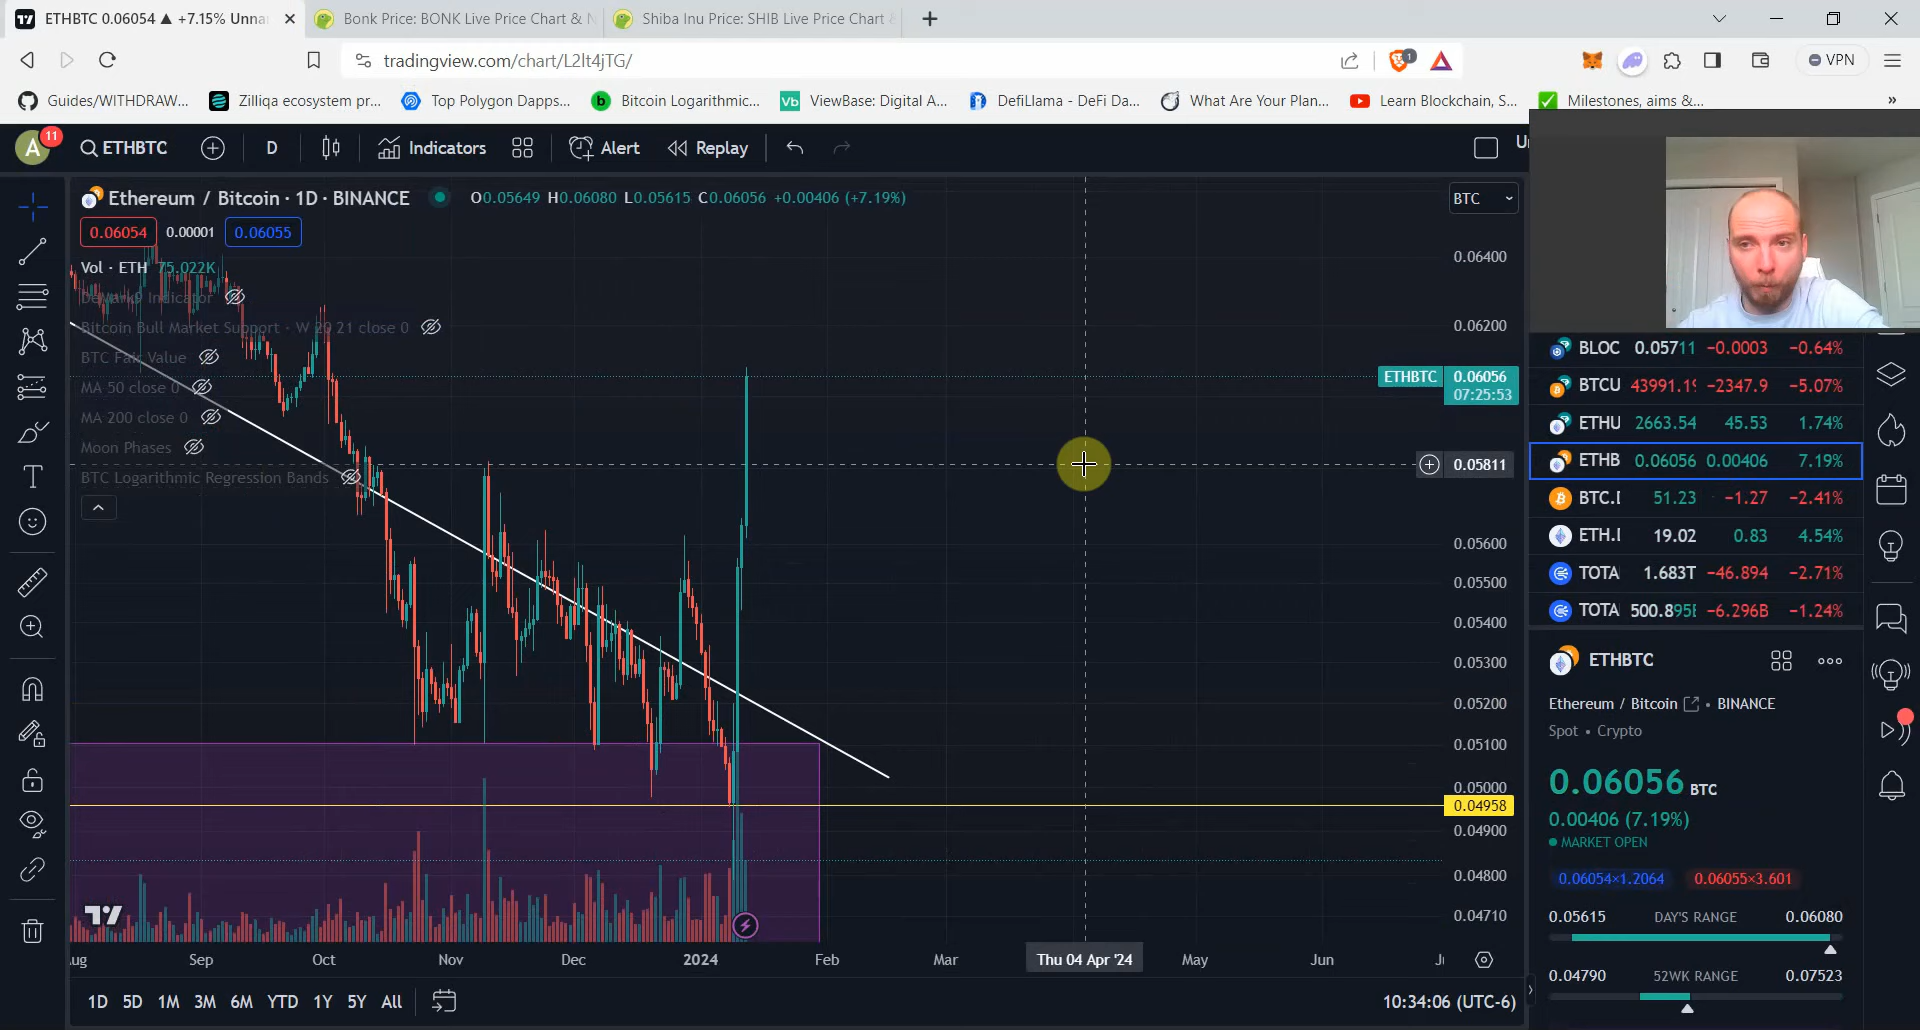 ETHBTC 0.06054 ▲ +7.15% Unna
Bonk Price: BONK Live Price Chart & N
Shiba Inu Price: SHIB Live Price Chart &
tradingview.com/chart/L2lt4jTG/
1
VPN
Guides/WITHDRAW...
Zilliqa ecosystem pr...
Top Polygon Dapps...
Bitcoin Logarithmic...
ViewBase: Digital A...
DefiLlama - DeFi Da...
What Are Your Plan...
Learn Blockchain, S...
Milestones, aims &...
A
11
ETHBTC
D
Indicators
Alert
Replay
Ethereum / Bitcoin · 1D · BINANCE
O0.05649 H0.06080 L0.05615 C0.06056 +0.00406 (+7.19%)
BTC
0.06054
0.00001
0.06055
Vol · ETH 75.022K
DeMark9 Indicator
Bitcoin Bull Market Support · W 20 21 close 0
BTC Fair Value
MA 50 close 0
MA 200 close 0
Moon Phases
BTC Logarithmic Regression Bands
0.06400
0.06200
ETHBTC
0.06056
07:25:53
0.05811
0.05600
0.05500
0.05400
0.05300
0.05200
0.05100
0.05000
0.04958
0.04900
0.04800
0.04710
ug
Sep
Oct
Nov
Dec
2024
Feb
Mar
Thu 04 Apr '24
May
Jun
1D
5D
1M
3M
6M
YTD
1Y
5Y
All
10:34:06 (UTC-6)
BLOC 0.05711 −0.0003 −0.64%
BTCU 43991.19 −2347.9 −5.07%
ETHU 2663.54 45.53 1.74%
ETHB 0.06056 0.00406 7.19%
BTC.I 51.23 −1.27 −2.41%
ETH.I 19.02 0.83 4.54%
TOTA 1.683T −46.894 −2.71%
TOTA 500.895E −6.296B −1.24%
ETHBTC
Ethereum / Bitcoin • BINANCE
Spot • Crypto
0.06056 BTC
0.00406 (7.19%)
MARKET OPEN
0.06054×1.2064
0.06055×3.601
0.05615 DAY'S RANGE 0.06080
0.04790 52WK RANGE 0.07523